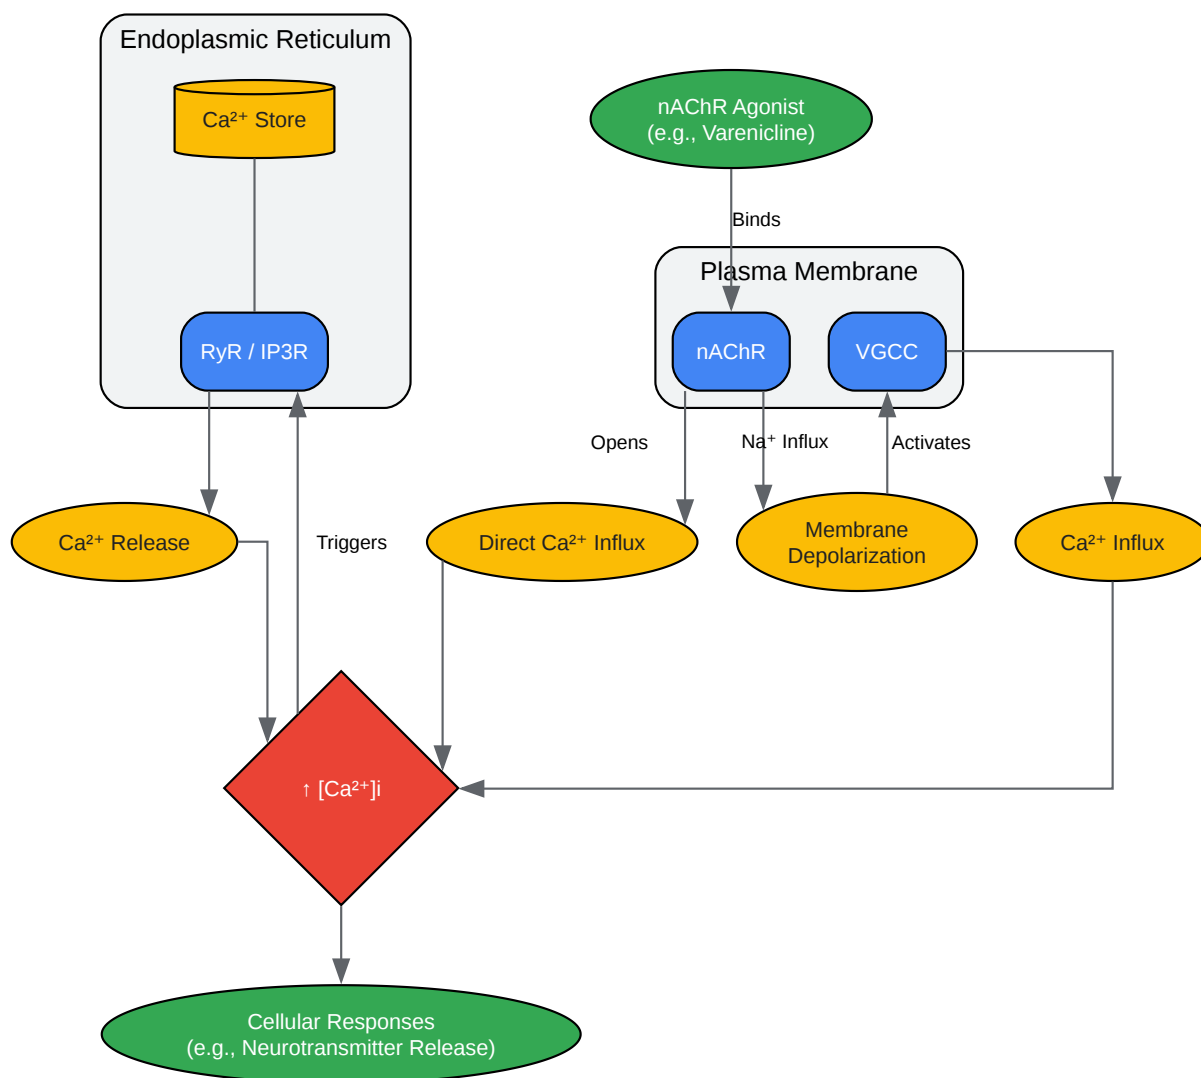 Endoplasmic Reticulum
Ca²⁺ Store
nAChR Agonist
(e.g., Varenicline)
Binds
Plasma Membrane
RyR / IP3R
nAChR
VGCC
Opens
Na⁺ Influx
Activates
Ca²⁺ Release
Triggers
Direct Ca²⁺ Influx
Membrane
Depolarization
Ca²⁺ Influx
↑ [Ca²⁺]i
Cellular Responses
(e.g., Neurotransmitter Release)